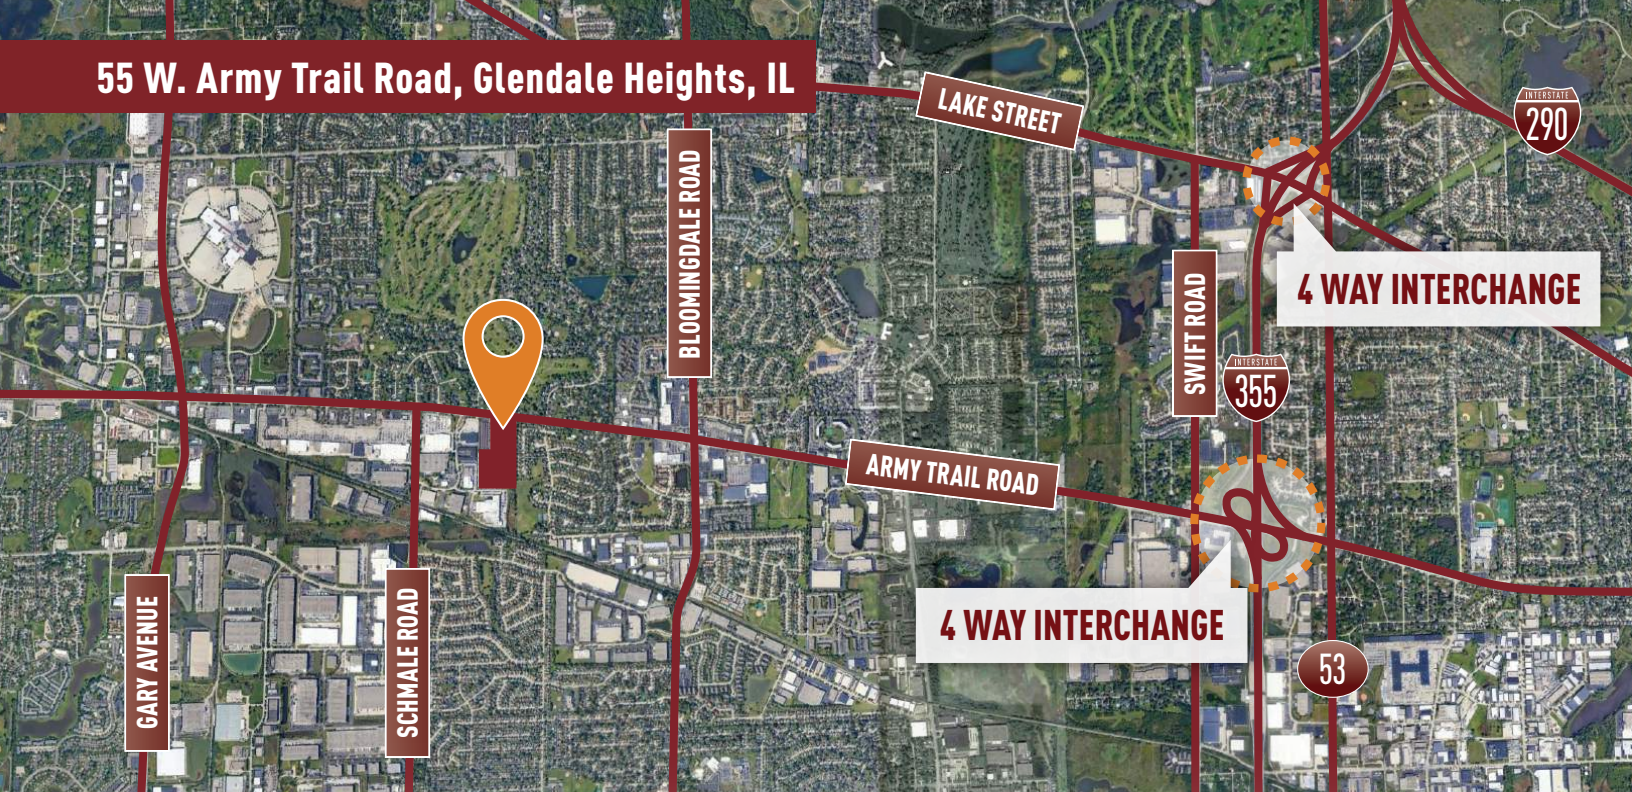 55 W. Army Trail Road, Glendale Heights, IL
LAKE STREET
INTERSTATE
290
BLOOMINGDALE ROAD
4 WAY INTERCHANGE
SWIFT ROAD
INTERSTATE
355
F
ARMY TRAIL ROAD
4 WAY INTERCHANGE
GARY AVENUE
SCHMALE ROAD
53